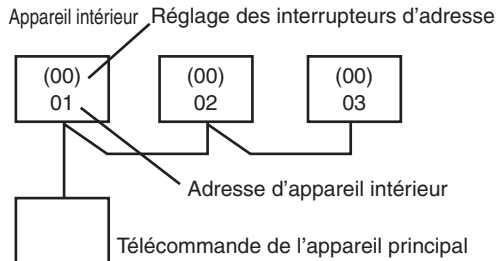 Appareil intérieur Réglage des interrupteurs d'adresse
(00) (00) (00)
01 02 03
Adresse d'appareil intérieur
Télécommande de l'appareil principal